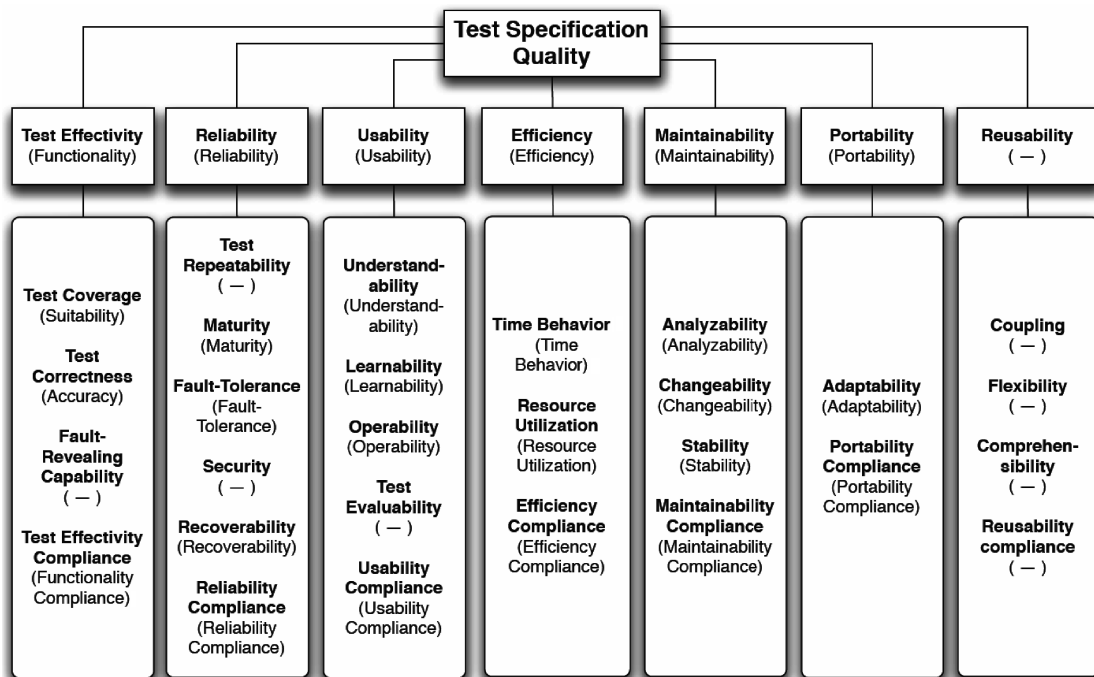 Test Specification
Quality
Test Effectivity
(Functionality)
Reliability
(Reliability)
Usability
(Usability)
Efficiency
(Efficiency)
Maintainability
(Maintainability)
Portability
(Portability)
Reusability
( — )
Test Coverage
(Suitability)
Test
Correctness
(Accuracy)
Fault-
Revealing
Capability
( — )
Test Effectivity
Compliance
(Functionality
Compliance)
Test
Repeatability
( — )
Maturity
(Maturity)
Fault-Tolerance
(Fault-
Tolerance)
Security
( — )
Recoverability
(Recoverability)
Reliability
Compliance
(Reliability
Compliance)
Understand-
ability
(Understand-
ability)
Learnability
(Learnability)
Operability
(Operability)
Test
Evaluability
( — )
Usability
Compliance
(Usability
Compliance)
Time Behavior
(Time
Behavior)
Resource
Utilization
(Resource
Utilization)
Efficiency
Compliance
(Efficiency
Compliance)
Analyzability
(Analyzability)
Changeability
(Changeability)
Stability
(Stability)
Maintainability
Compliance
(Maintainability
Compliance)
Adaptability
(Adaptability)
Portability
Compliance
(Portability
Compliance)
Coupling
( — )
Flexibility
( — )
Comprehen-
sibility
( — )
Reusability
compliance
( — )